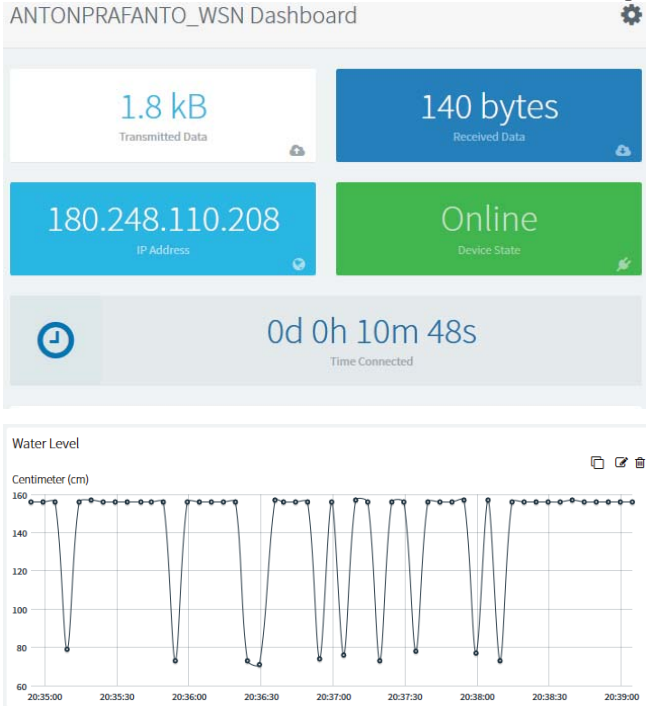 ANTONPRAFANTO_WSN Dashboard
1.8 kB
Transmitted Data
140 bytes
Received Data
180.248.110.208
IP Address
Online
Device State
0d 0h 10m 48s
Time Connected
Water Level
Centimeter (cm)
160
140
120
100
80
60
20:35:00 20:35:30 20:36:00 20:36:30 20:37:00 20:37:30 20:38:00 20:38:30 20:39:00